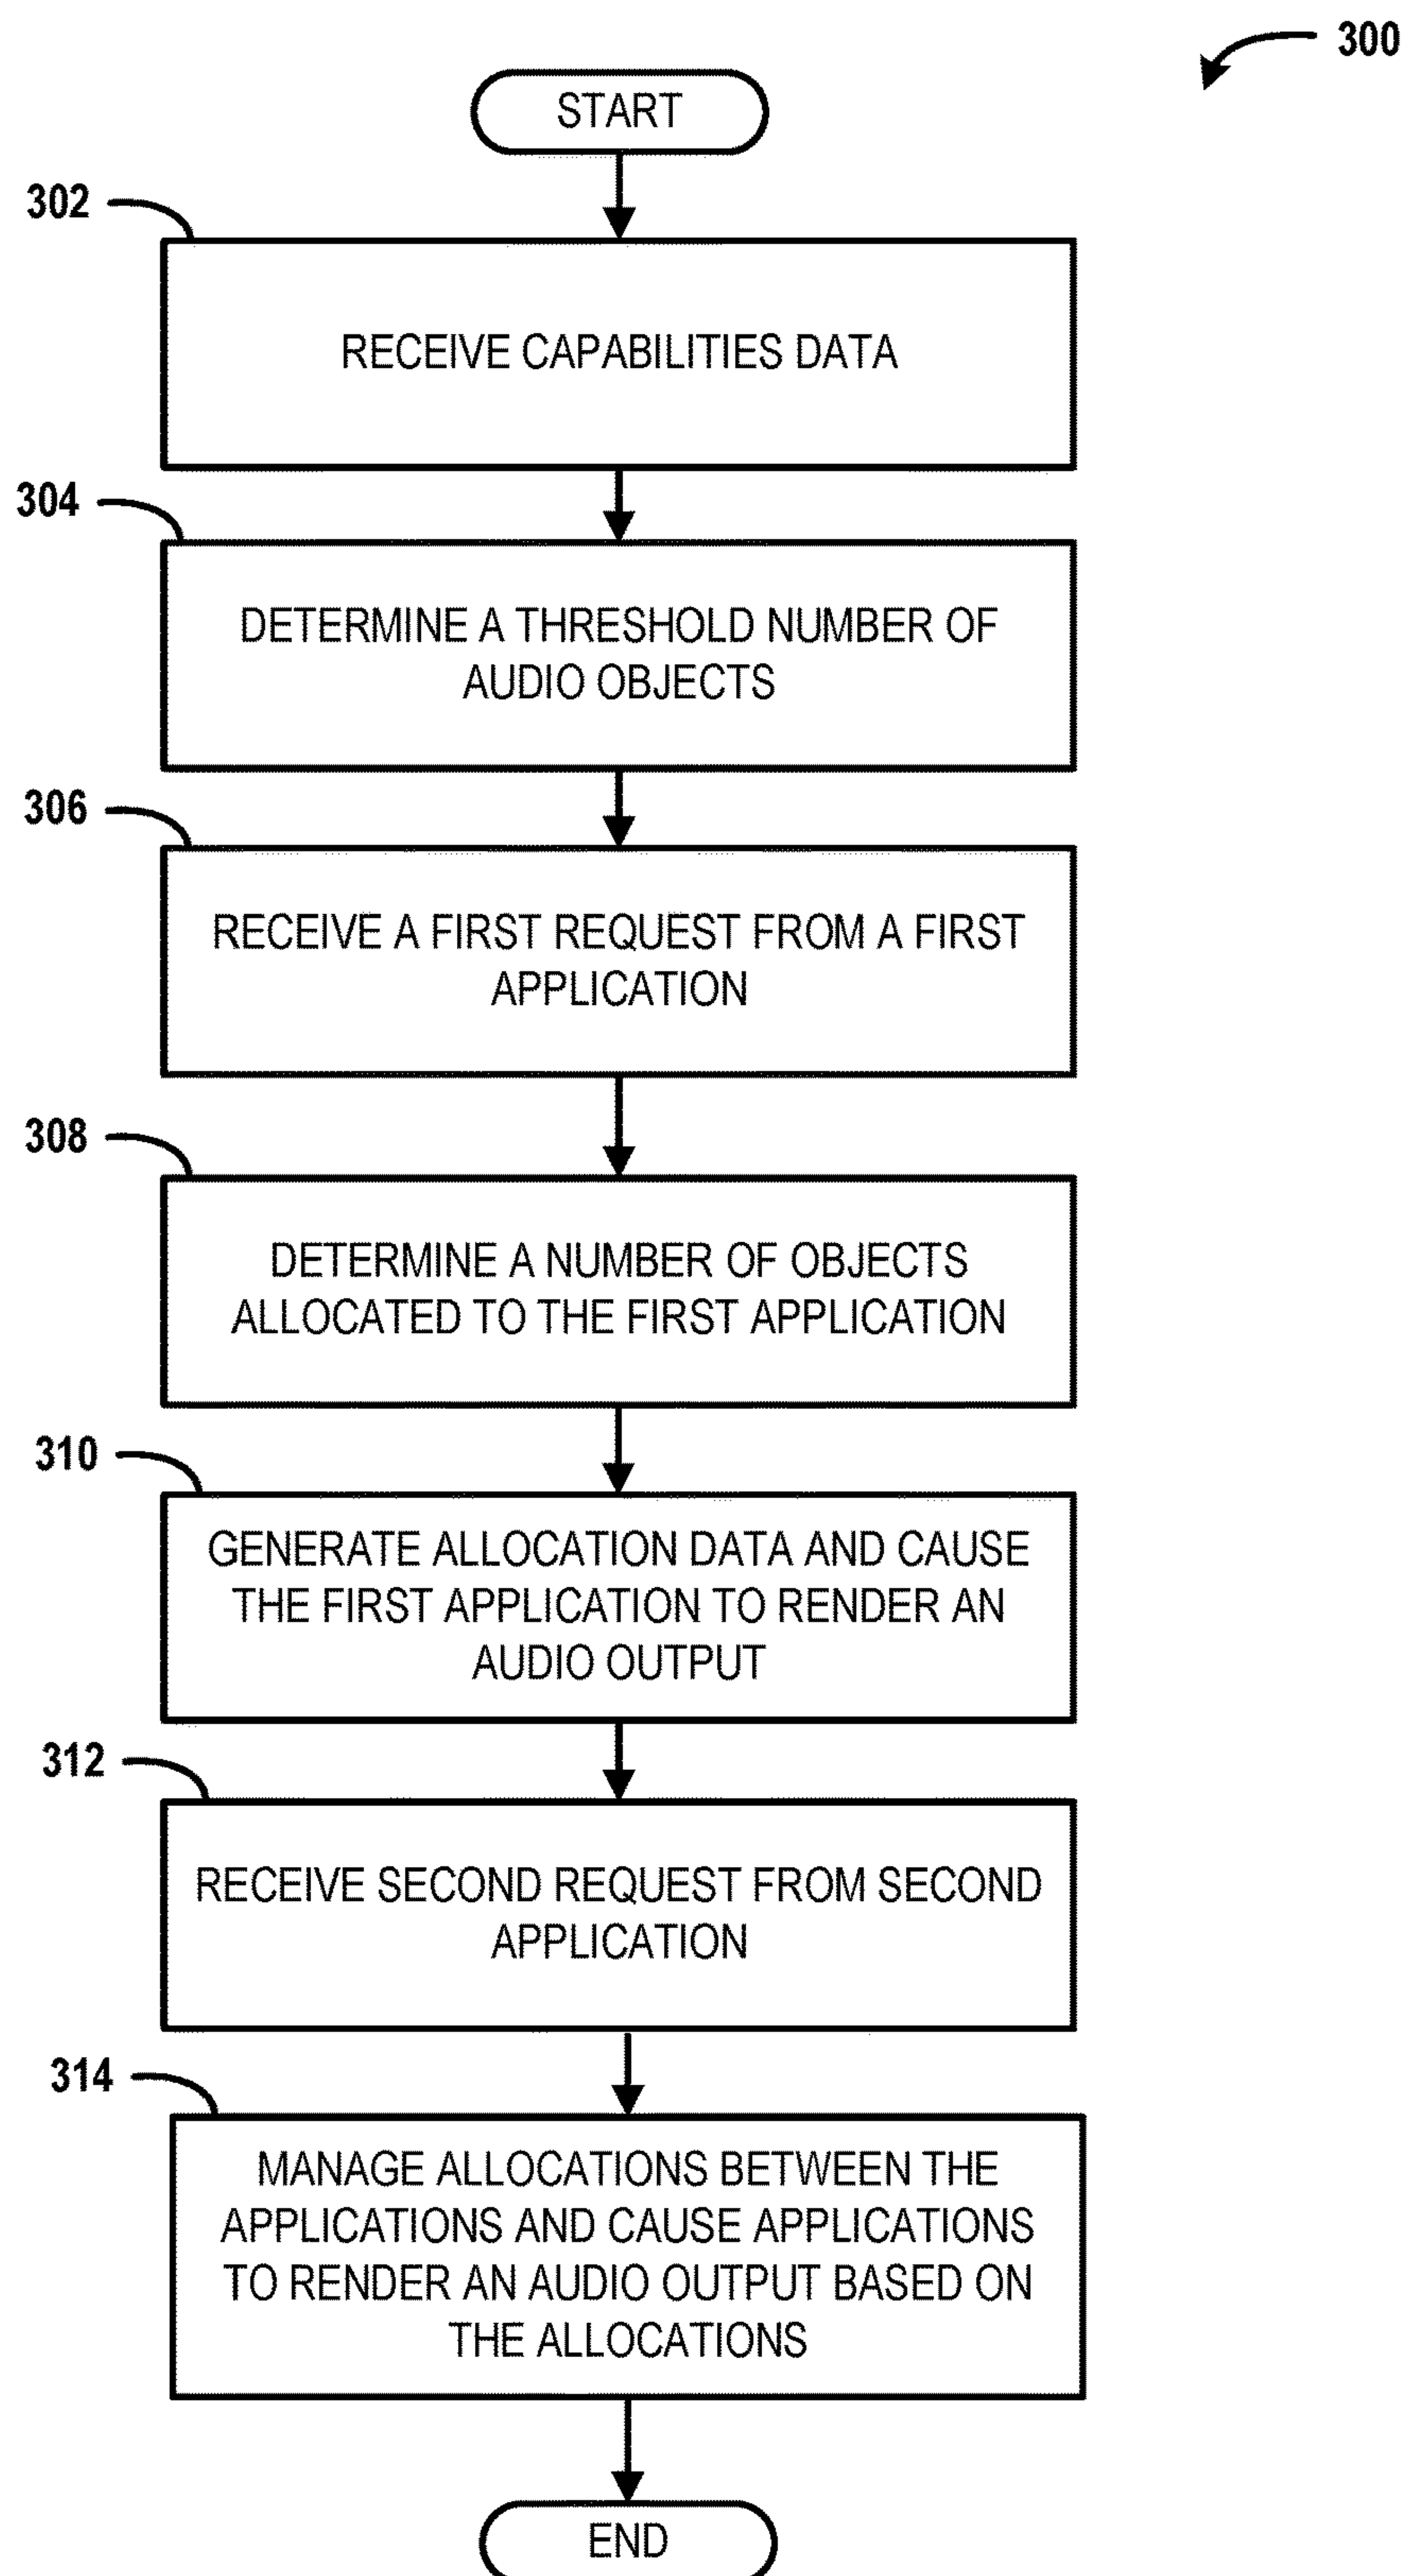 300
START
302
RECEIVE CAPABILITIES DATA
304
DETERMINE A THRESHOLD NUMBER OF
AUDIO OBJECTS
306
RECEIVE A FIRST REQUEST FROM A FIRST
APPLICATION
308
DETERMINE A NUMBER OF OBJECTS
ALLOCATED TO THE FIRST APPLICATION
310
GENERATE ALLOCATION DATA AND CAUSE
THE FIRST APPLICATION TO RENDER AN
AUDIO OUTPUT
312
RECEIVE SECOND REQUEST FROM SECOND
APPLICATION
314
MANAGE ALLOCATIONS BETWEEN THE
APPLICATIONS AND CAUSE APPLICATIONS
TO RENDER AN AUDIO OUTPUT BASED ON
THE ALLOCATIONS
END